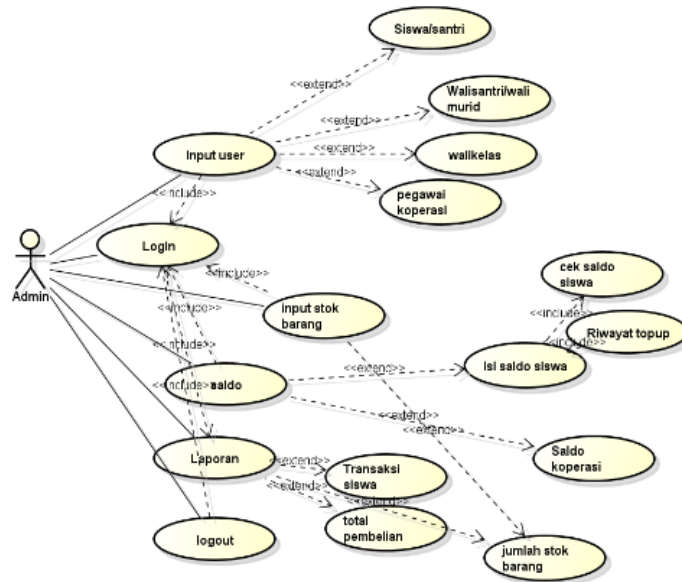 Siswa/santri
<<extend>>
Walisantri/wali
murid
<<extend>>
Input user
<<extend>>
walikelas
<<extend>>
pegawai
koperasi
<<include>>
Login
Admin
<<include>>
cek saldo
siswa
<<include>>
input stok
barang
<<include>>
Riwayat topup
<<include>>
<<include>>
saldo
<<extend>>
Isi saldo siswa
<<include>>
<<extend>>
<<extend>>
Saldo
koperasi
Laporan
<<extend>>
Transaksi
siswa
<<extend>>
<<extend>>
total
pembelian
logout
jumlah stok
barang